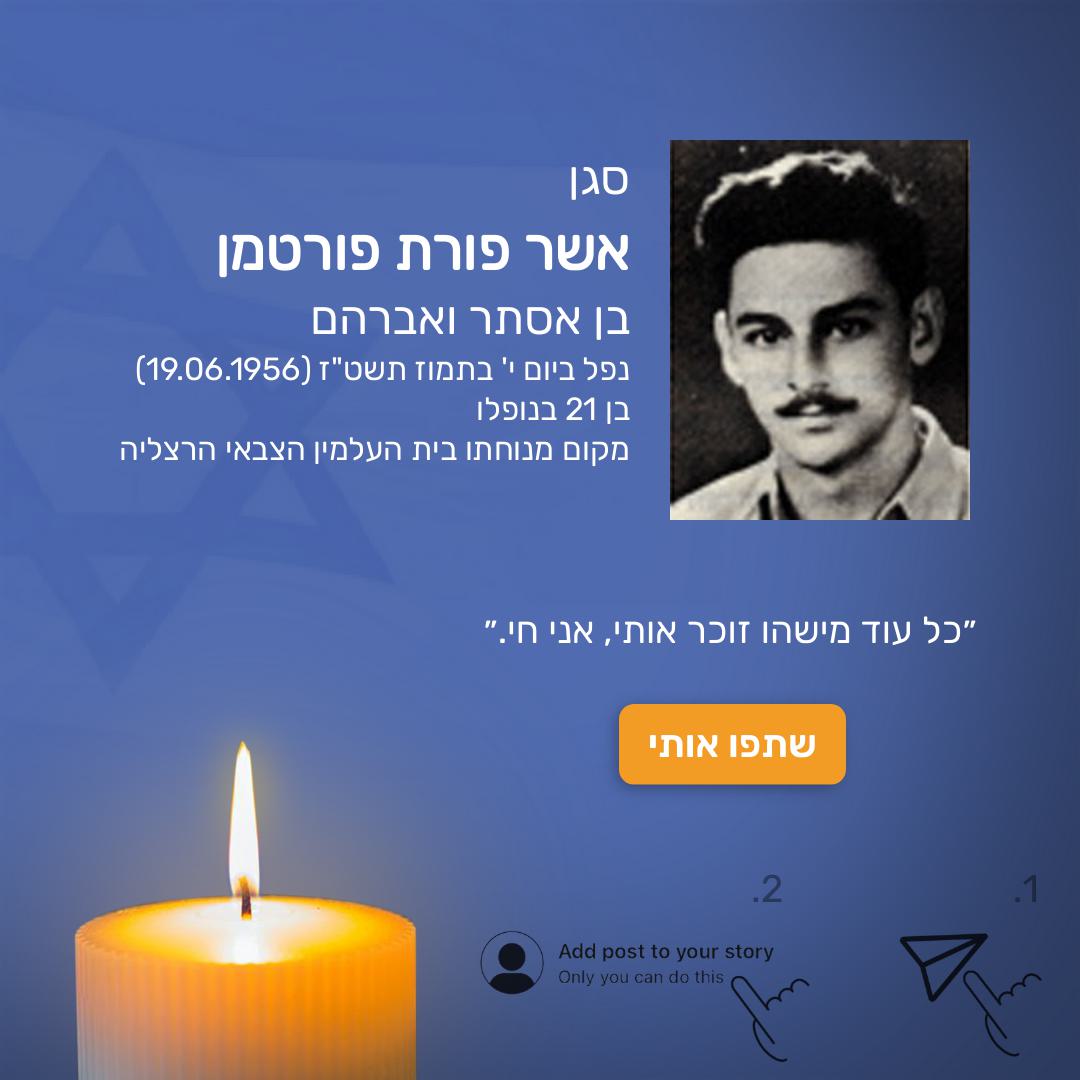 סגן
אשר פורת פורטמן
בן אסתר ואברהם
נפל ביום י' בתמוז תשט"ז (19.06.1956)
בן 21 בנופלו
מקום מנוחתו בית העלמין הצבאי הרצליה
״כל עוד מישהו זוכר אותי, אני חי.״
שתפו אותי
1.
2.
Add post to your story
Only you can do this